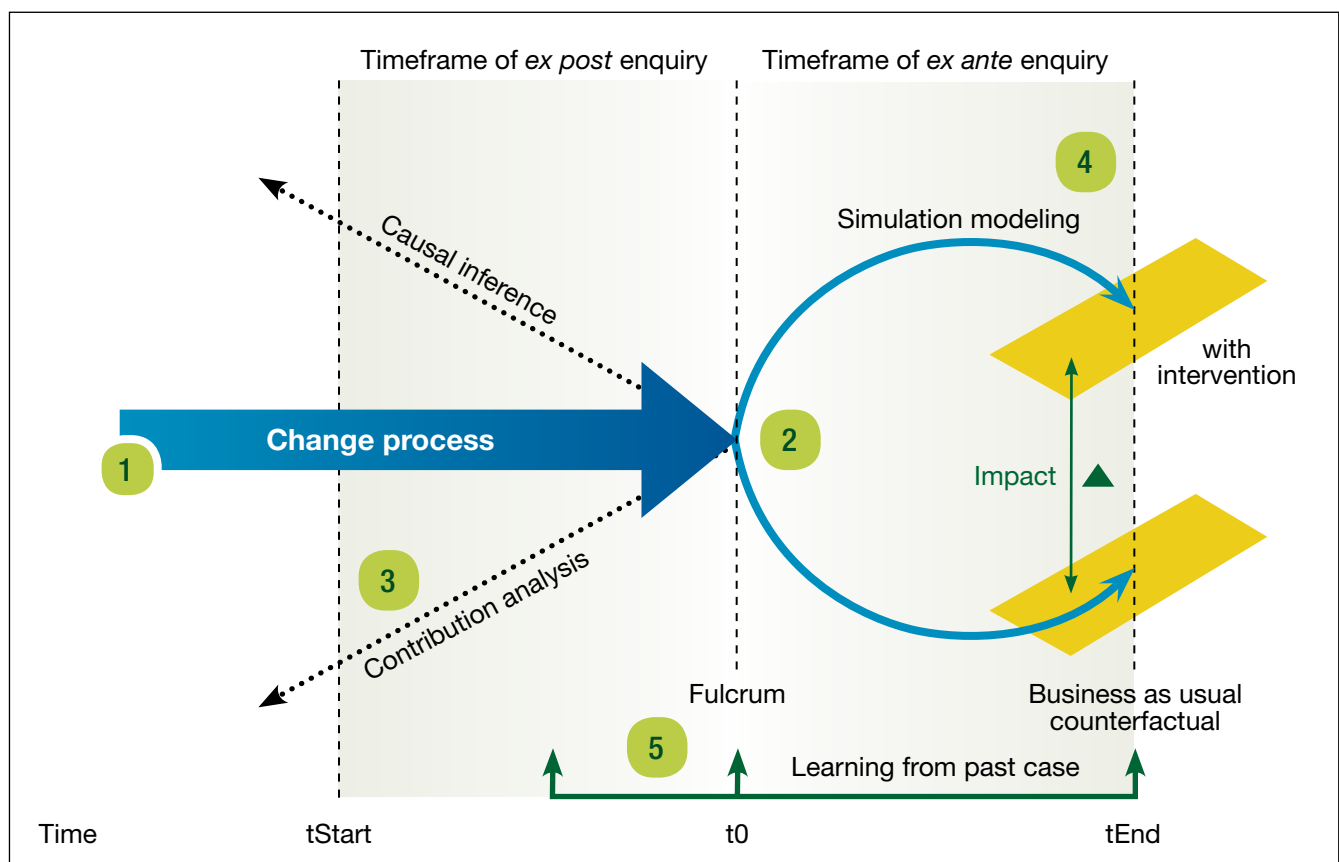 Timeframe of ex post enquiry
Timeframe of ex ante enquiry
4
Simulation modeling
Causal inference
with
intervention
Change process
1
2
Impact
3
Contribution analysis
Fulcrum
Business as usual
counterfactual
5
Learning from past case
Time
tStart
t0
tEnd